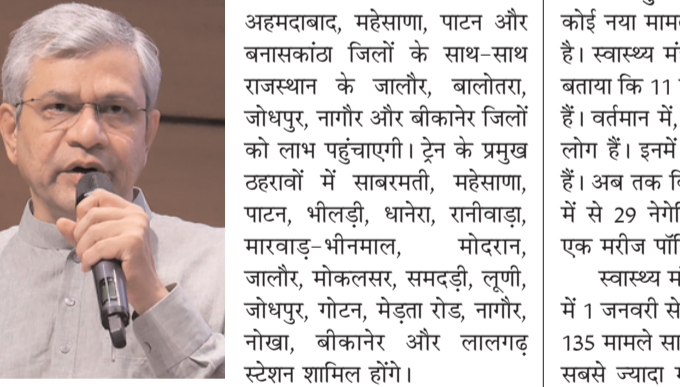 अहमदाबाद, महेसाणा, पाटन और
बनासकांठा जिलों के साथ-साथ
राजस्थान के जालौर, बालोतरा,
जोधपुर, नागौर और बीकानेर जिलों
को लाभ पहुंचाएगी। ट्रेन के प्रमुख
ठहरावों में साबरमती, महेसाणा,
पाटन, भीलड़ी, धानेरा, रानीवाड़ा,
मारवाड़-भीनमाल, मोदरान,
जालौर, मोकलसर, समदड़ी, लूणी,
जोधपुर, गोटन, मेड़ता रोड, नागौर,
नोखा, बीकानेर और लालगढ़
स्टेशन शामिल होंगे।
कोई नया
है। स्वास्थ्य
बताया कि 11
हैं। वर्तमान में,
लोग हैं। इनमें
हैं। अब तक
में से 29
एक मरीज
स्वास्थ्य
में 1 जनवरी से
135 मामले
सबसे ज्यादा